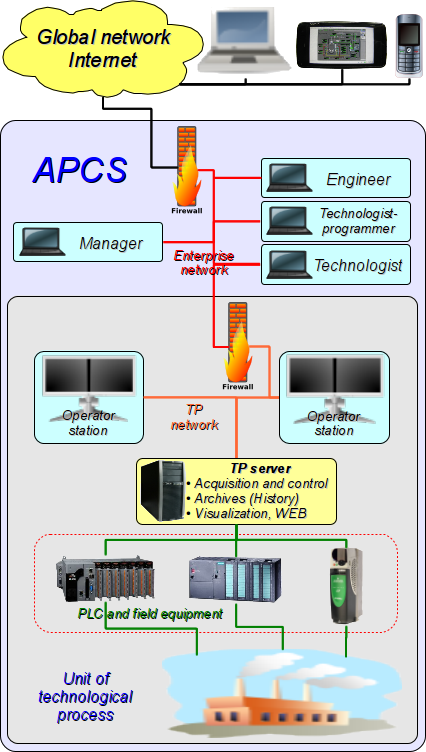 Global network
Internet
APCS
Firewall
Engineer
Technologist-
programmer
Manager
Enterprise
network
Technologist
Firewall
Operator
station
TP
network
Operator
station
TP server
• Acquisition and control
• Archives (History)
• Visualization, WEB
PLC and field equipment
Unit of
technological
process